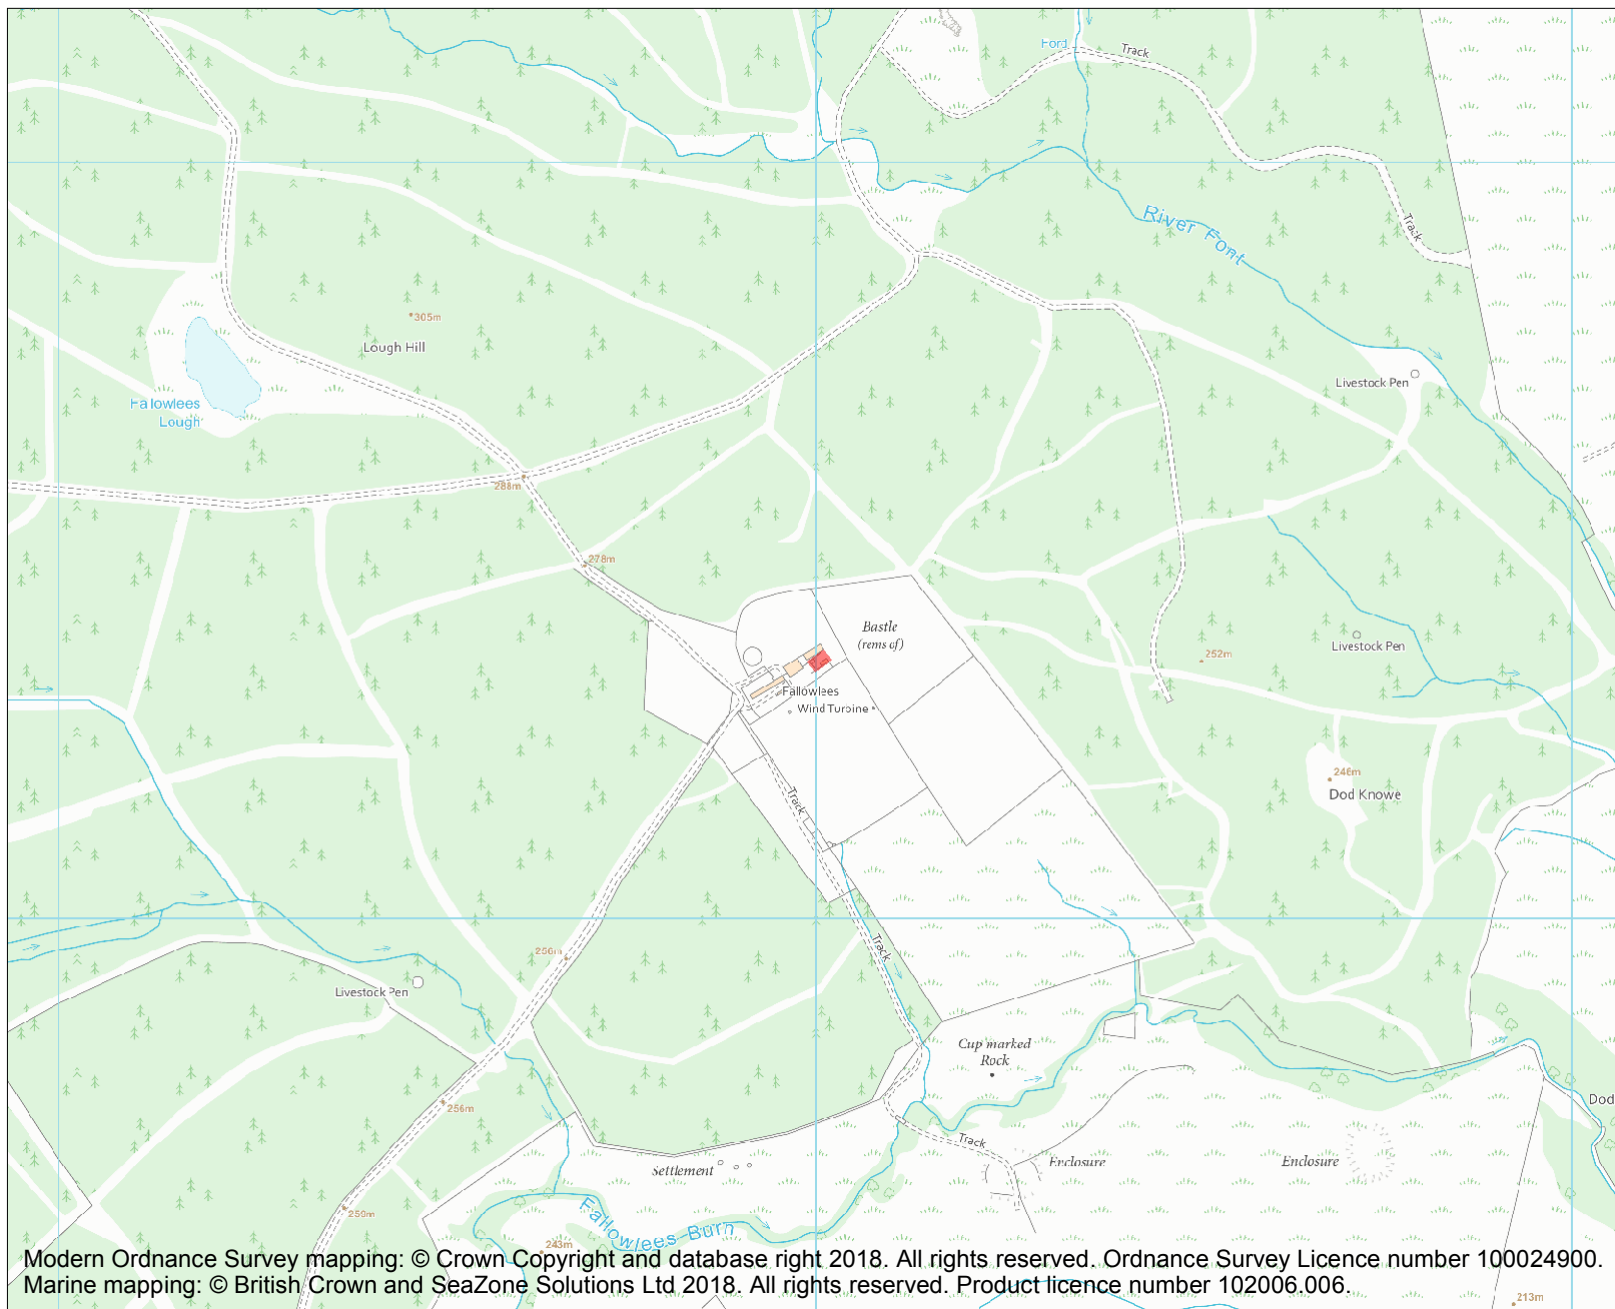 Ford
Track
River Font
Track
305m
Lough Hill
Livestock Pen
Fallowlees
Lough
288m
278m
Bastle
(rems of)
Livestock Pen
252m
Fallowlees
Wind Turbine
246m
Dod Knowe
Track
Track
256m
Livestock Pen
Cup marked
Rock
256m
Dod
Track
Settlement
Enclosure
Enclosure
259m
Fallowlees Burn
243m
Modern Ordnance Survey mapping: © Crown Copyright and database right 2018. All rights reserved. Ordnance Survey Licence number 100024900.
Marine mapping: © British Crown and SeaZone Solutions Ltd 2018. All rights reserved. Product licence number 102006.006.
213m